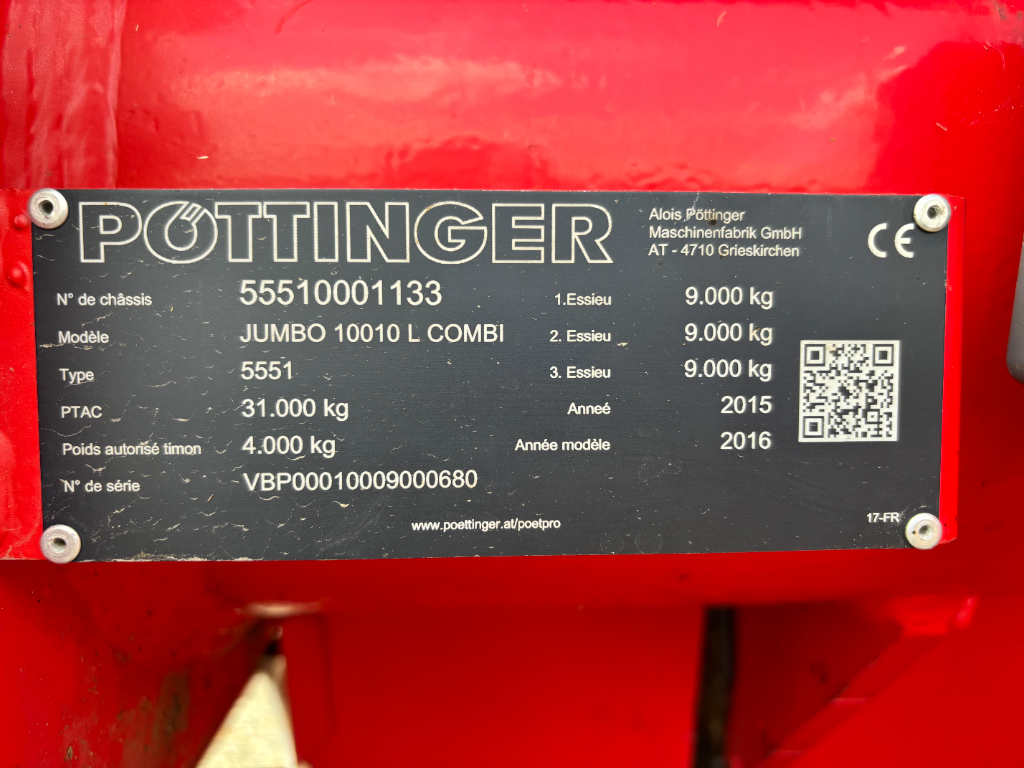 PÖTTINGER
Alois Pöttinger
Maschinenfabrik GmbH
AT - 4710 Grieskirchen
CE
N° de châssis 55510001133 1.Essieu 9.000 kg
Modèle JUMBO 10010 L COMBI 2. Essieu 9.000 kg
Type 5551 3. Essieu 9.000 kg
PTAC 31.000 kg Anneé 2015
Poids autorisé timon 4.000 kg Année modèle 2016
N° de série VBP00010009000680
www.poettinger.at/poetpro
17-FR